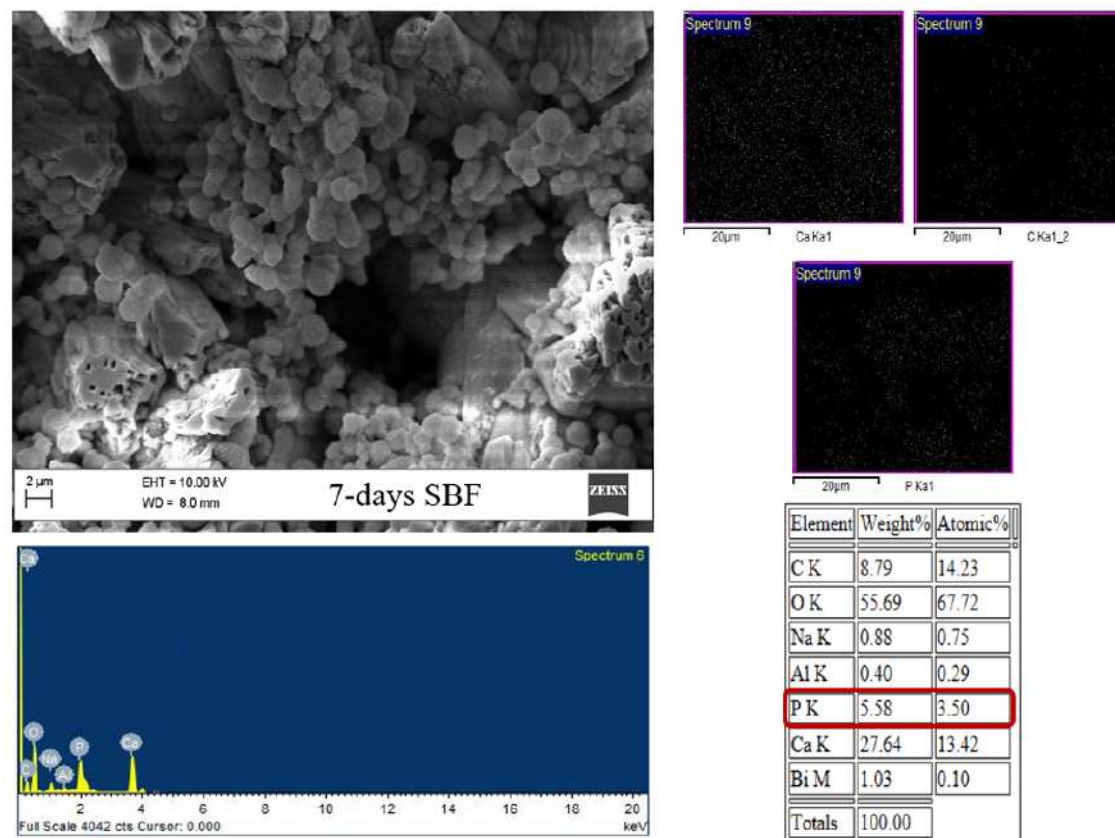 2 µm
EHT = 10.00 kV
WD = 8.0 mm
7-days SBF
ZEISS
Spectrum 9
20µm
Ca Ka1
Spectrum 9
20µm
C Ka1_2
Spectrum 9
20µm
P Ka1
Spectrum 6
Ca
O
C
Na
Al
P
Ca
2 4 6 8 10 12 14 16 18 20
Full Scale 4042 cts Cursor: 0.000
keV
Element Weight% Atomic%
C K 8.79 14.23
O K 55.69 67.72
Na K 0.88 0.75
Al K 0.40 0.29
P K 5.58 3.50
Ca K 27.64 13.42
Bi M 1.03 0.10
Totals 100.00